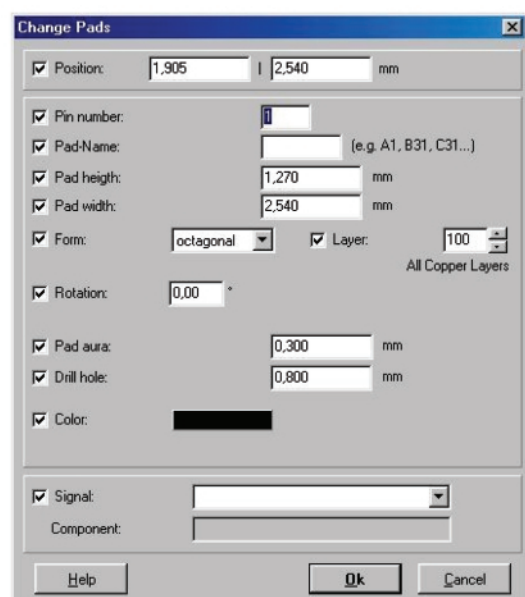 Change Pads
Position: 1,905 | 2,540 mm
Pin number: 1
Pad-Name: (e.g. A1, B31, C31...)
Pad heigth: 1,270 mm
Pad width: 2,540 mm
Form: octagonal Layer: 100
All Copper Layers
Rotation: 0,00 °
Pad aura: 0,300 mm
Drill hole: 0,800 mm
Color:
Signal:
Component:
Help Ok Cancel